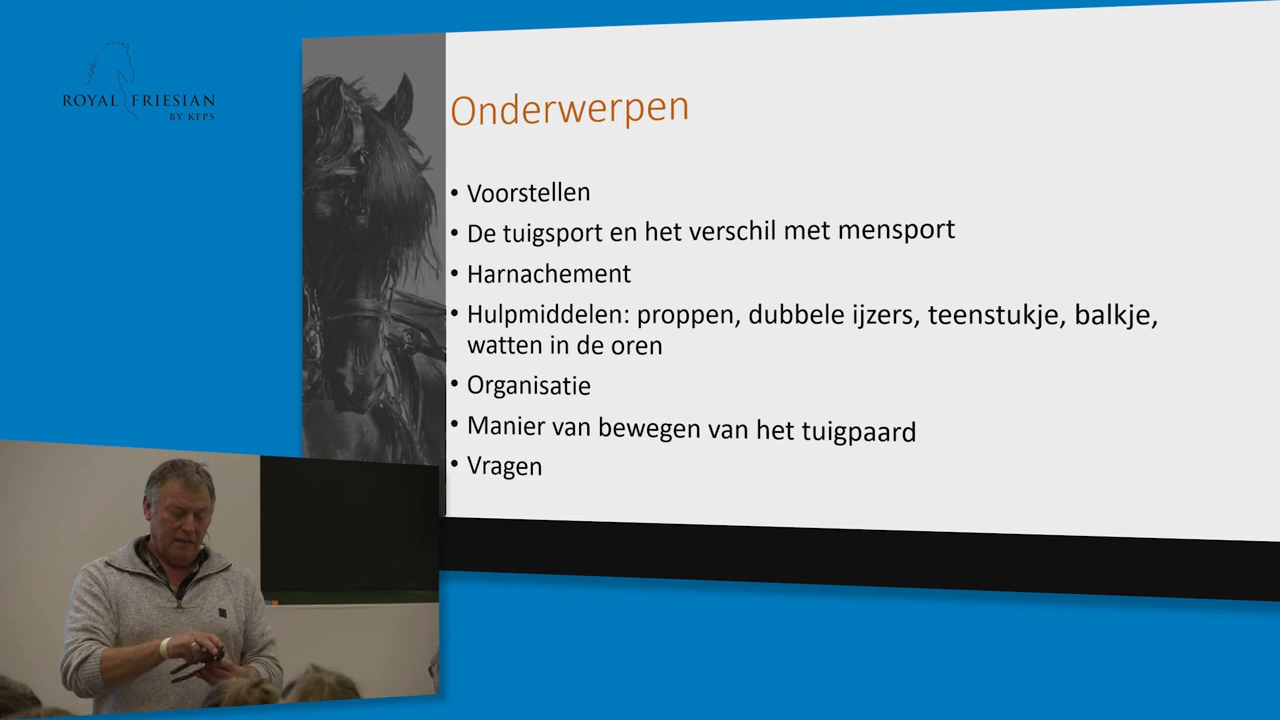 ROYAL FRIESIAN
BY KFPS
Onderwerpen
• Voorstellen
• De tuigsport en het verschil met mensport
• Harnachement
• Hulpmiddelen: proppen, dubbele ijzers, teenstukje, balkje,
watten in de oren
• Organisatie
• Manier van bewegen van het tuigpaard
• Vragen